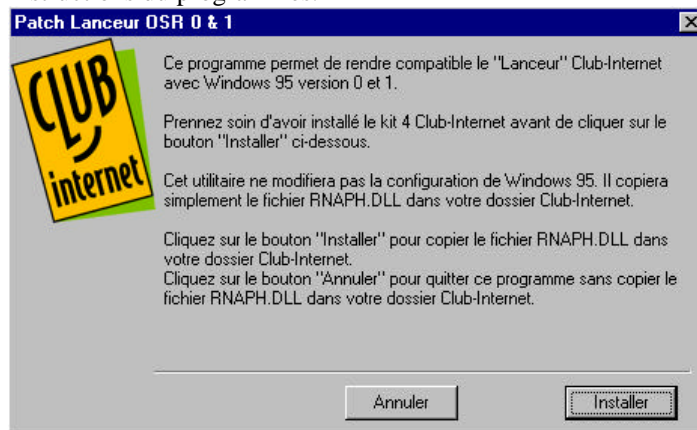 Patch Lanceur OSR 0 & 1
CLUB
internet
Ce programme permet de rendre compatible le "Lanceur" Club-Internet
avec Windows 95 version 0 et 1.
Prennez soin d'avoir installé le kit 4 Club-Internet avant de cliquer sur le
bouton "Installer" ci-dessous.
Cet utilitaire ne modifiera pas la configuration de Windows 95. Il copiera
simplement le fichier RNAPH.DLL dans votre dossier Club-Internet.
Cliquez sur le bouton "Installer" pour copier le fichier RNAPH.DLL dans
votre dossier Club-Internet.
Cliquez sur le bouton "Annuler" pour quitter ce programme sans copier le
fichier RNAPH.DLL dans votre dossier Club-Internet.
Annuler
Installer